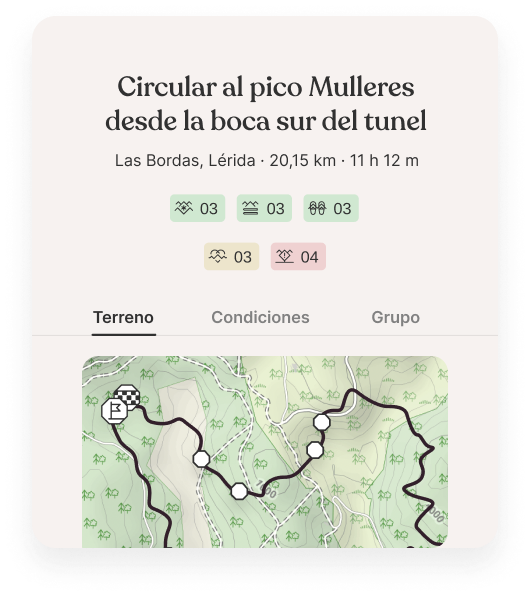 Circular al pico Mulleres
desde la boca sur del tunel
Las Bordas, Lérida · 20,15 km · 11 h 12 m
03 03 03
03 04
Terreno Condiciones Grupo